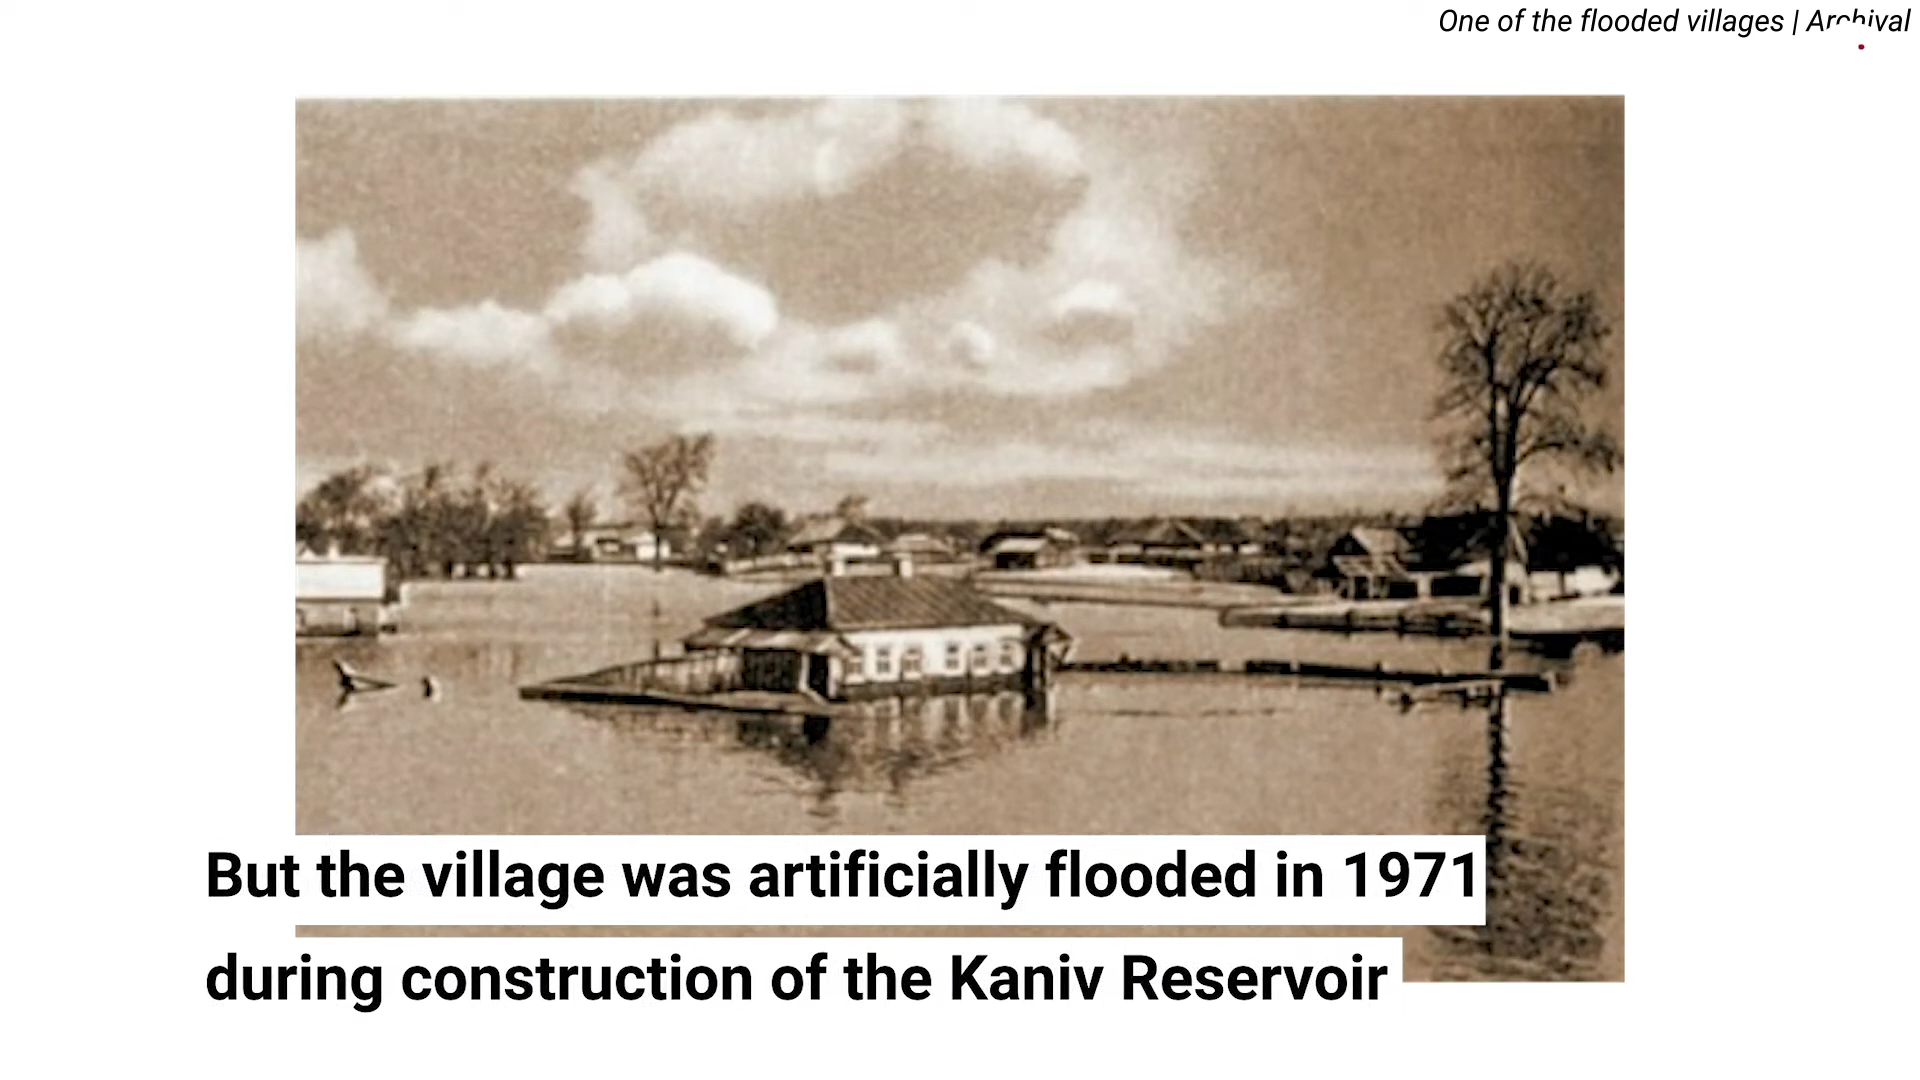 One of the flooded villages | Archival
But the village was artificially flooded in 1971
during construction of the Kaniv Reservoir